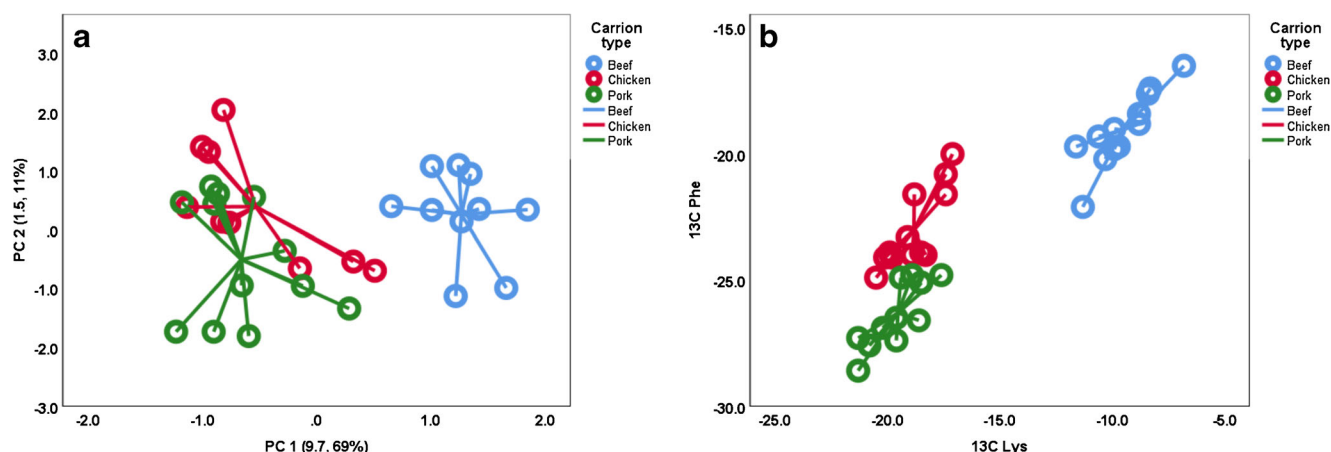 a
Carrion
type
Beef
Chicken
Pork
Beef
Chicken
Pork
3.0
2.0
1.0
.0
-1.0
-2.0
-3.0
PC 2 (1.5, 11%)
-2.0 -1.0 .0 1.0 2.0
PC 1 (9.7, 69%)
b
Carrion
type
Beef
Chicken
Pork
Beef
Chicken
Pork
-15.0
-20.0
-25.0
-30.0
13C Phe
-25.0 -20.0 -15.0 -10.0 -5.0
13C Lys